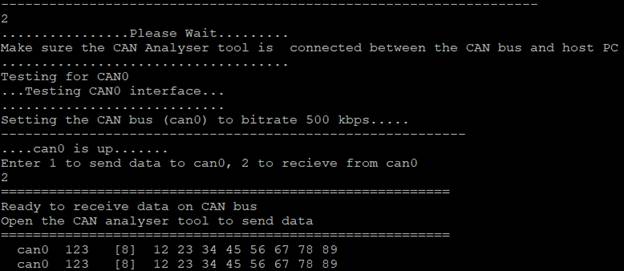 ------------------------------------------------------------------
2
................Please Wait.........
Make sure the CAN Analyser tool is  connected between the CAN bus and host PC
....................................
Testing for CAN0
...Testing CAN0 interface...
............................
Setting the CAN bus (can0) to bitrate 500 kbps.....
----------------------------------------------------------
....can0 is up.......
Enter 1 to send data to can0, 2 to recieve from can0
2
========================================================
Ready to receive data on CAN bus
Open the CAN analyser tool to send data
========================================================
  can0  123   [8]  12 23 34 45 56 67 78 89
  can0  123   [8]  12 23 34 45 56 67 78 89